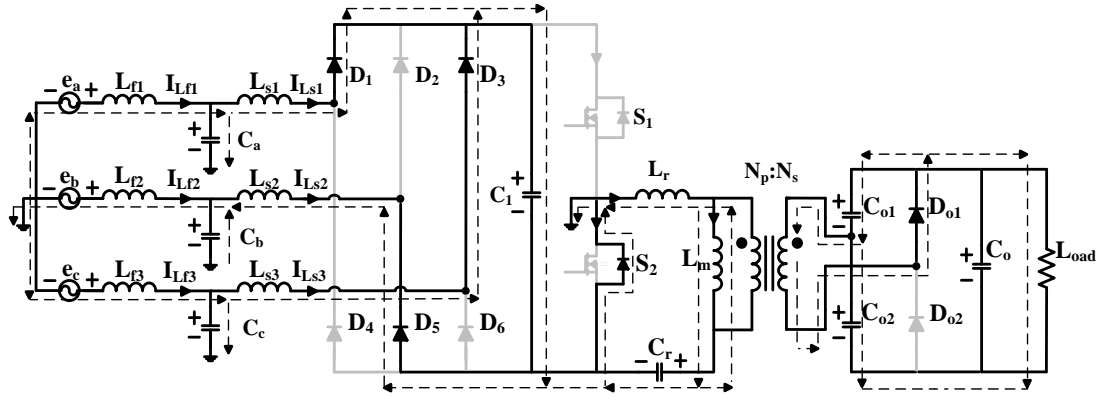 D₁ D₂ D₃
− eₐ + L_f1 I_Lf1 L_s1 I_Ls1
S₁
+ − Cₐ
− e_b + L_f2 I_Lf2 L_s2 I_Ls2
C₁ + −
L_r N_p:N_s
+ − C_b
S₂ L_m
+ − C_o1 D_o1
+ − C_o L_oad
− e_c + L_f3 I_Lf3 L_s3 I_Ls3
+ − C_c
D₄ D₅ D₆
− C_r +
+ − C_o2 D_o2